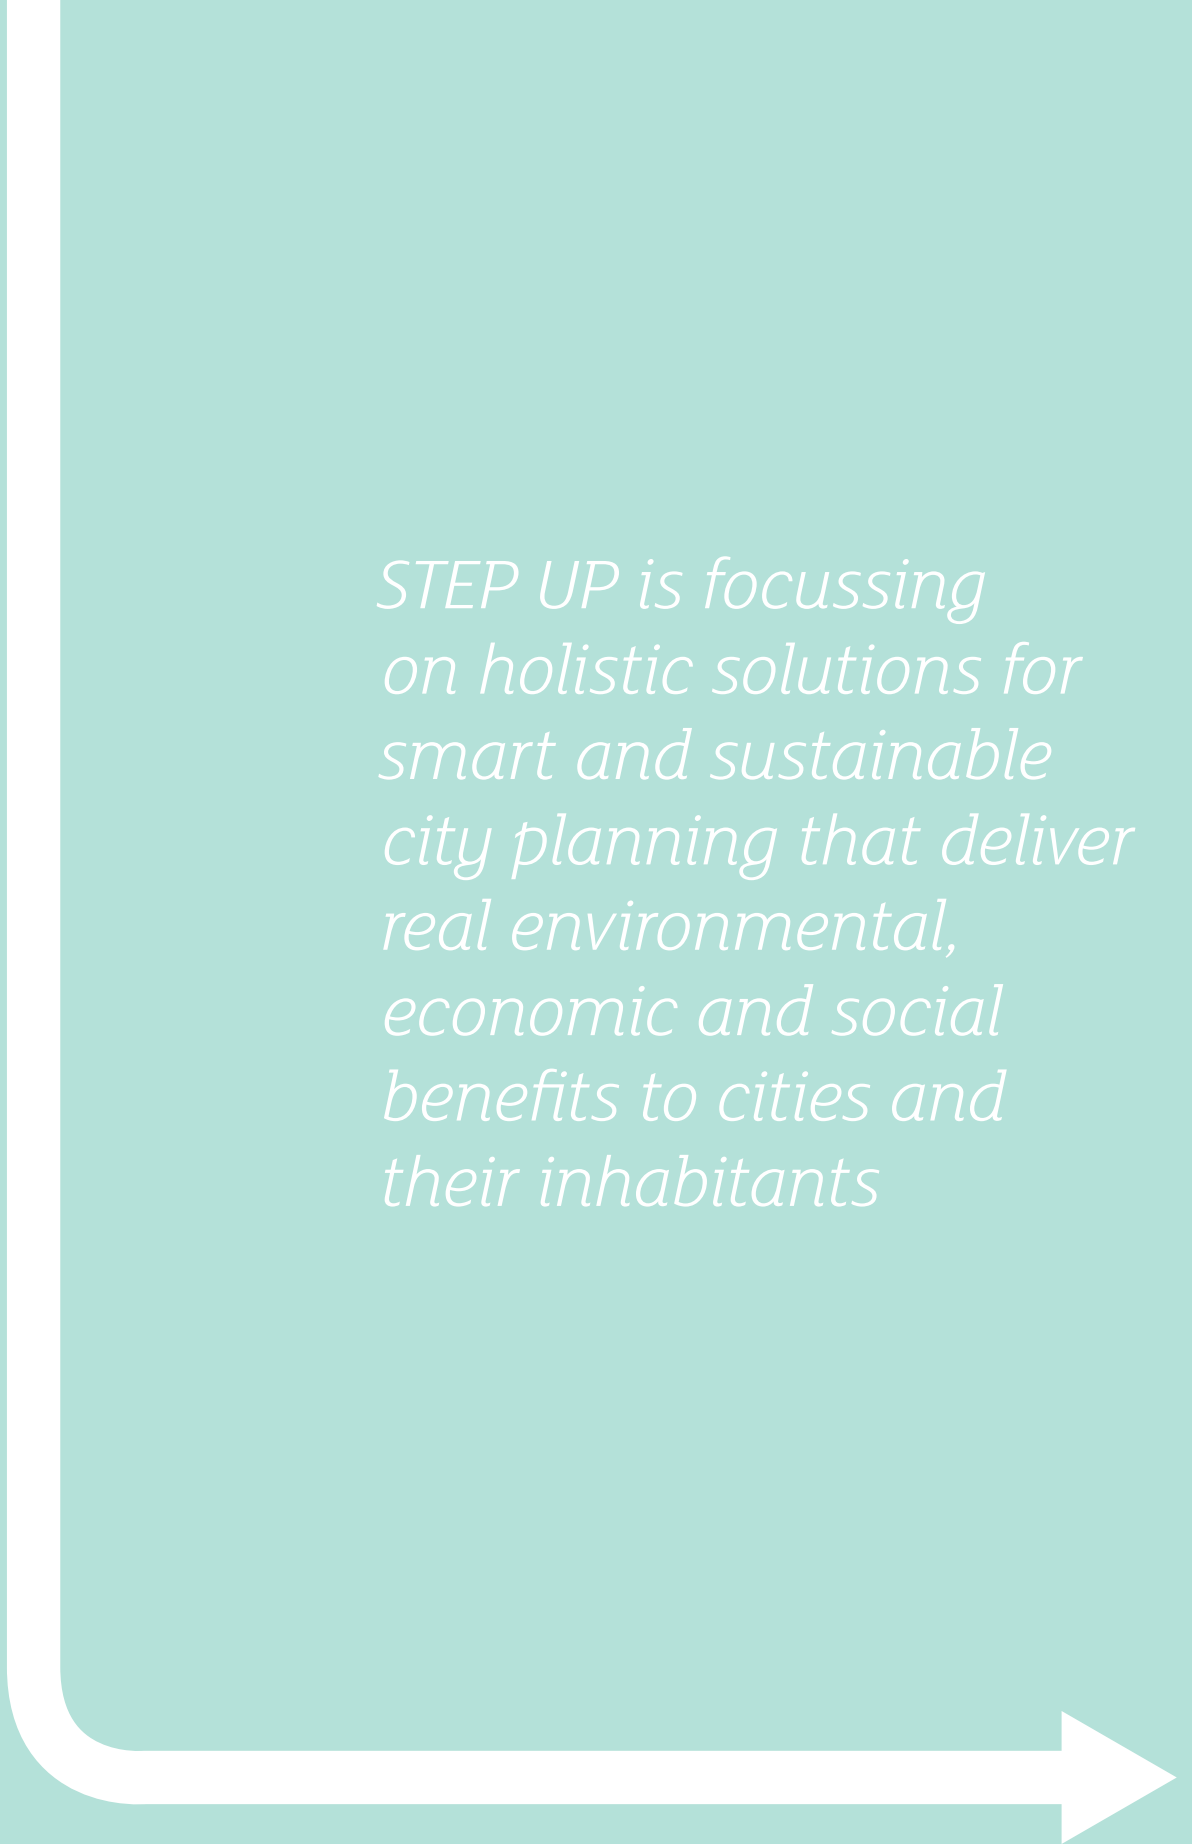 STEP UP is focussing
on holistic solutions for
smart and sustainable
city planning that deliver
real environmental,
economic and social
benefits to cities and
their inhabitants